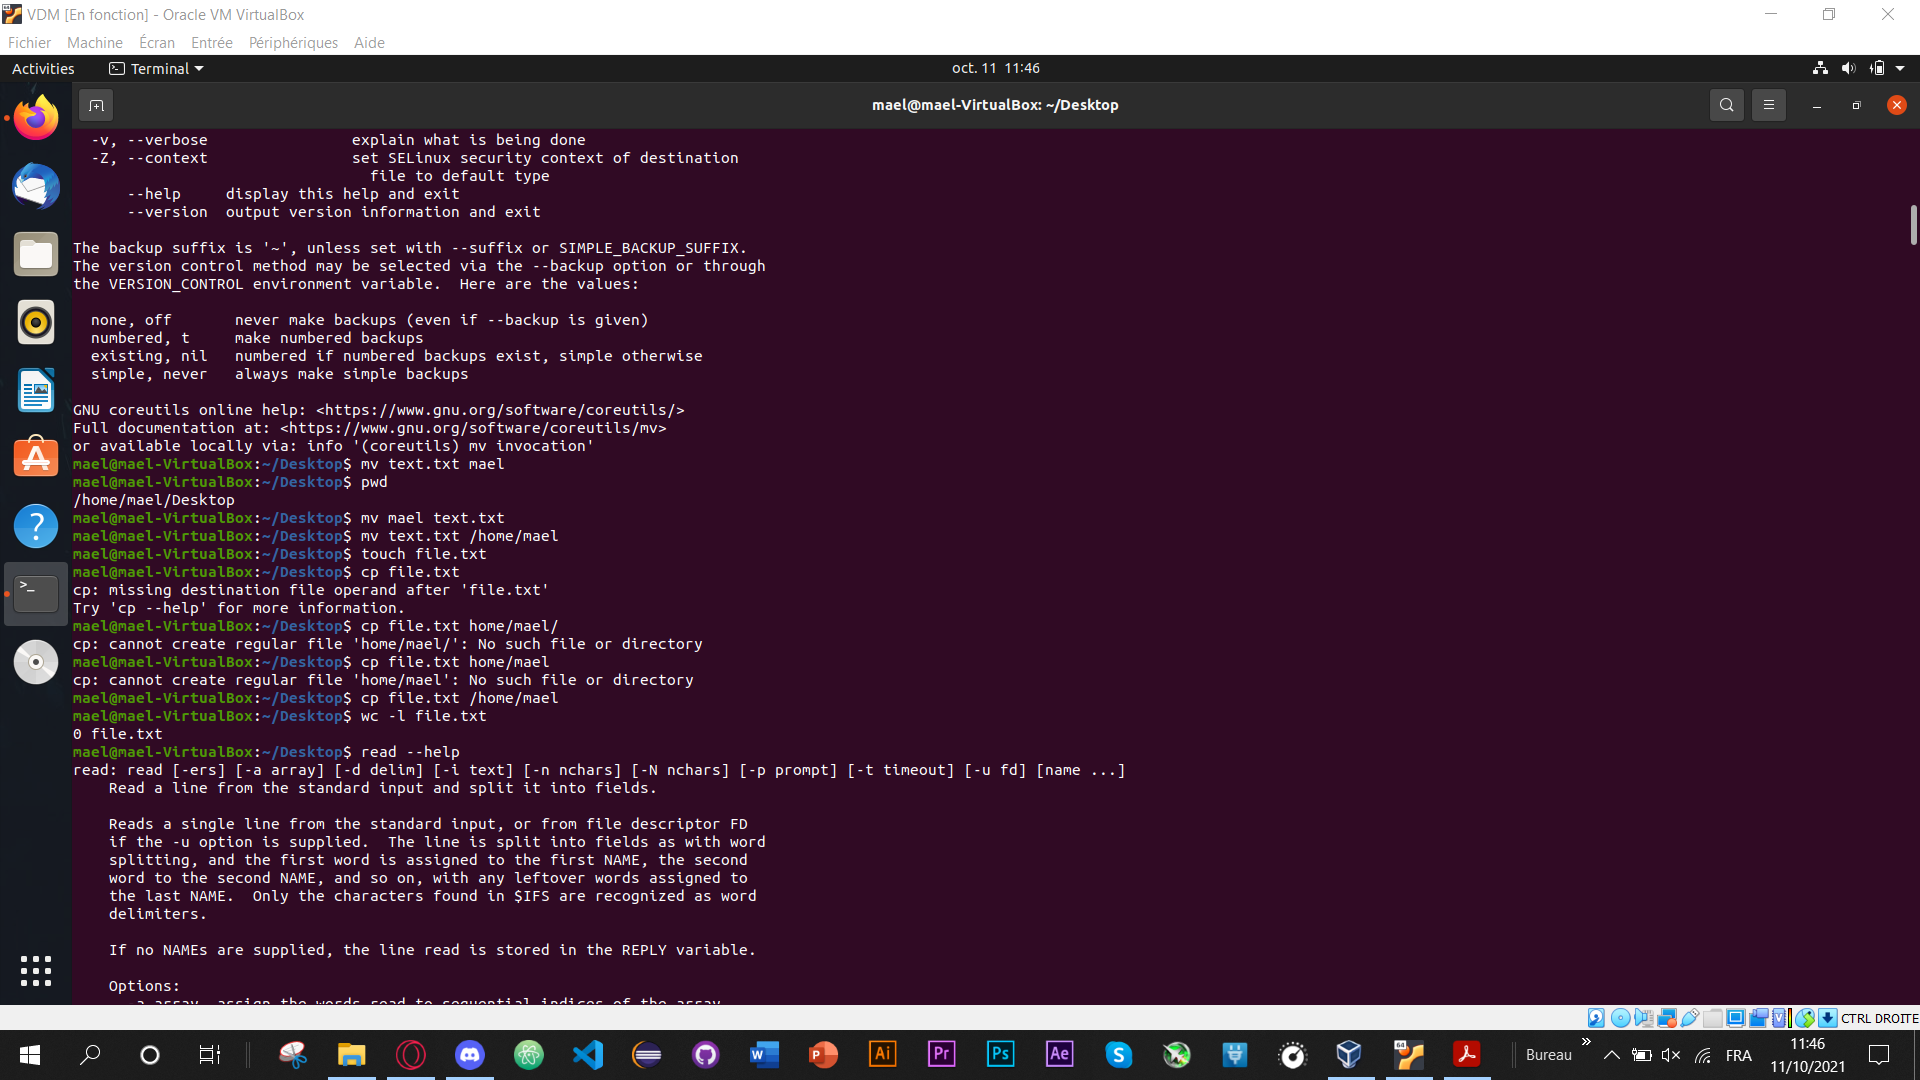 VDM [En fonction] - Oracle VM VirtualBox
Fichier Machine Écran Entrée Périphériques Aide
Activities Terminal oct. 11 11:46
mael@mael-VirtualBox: ~/Desktop
-v, --verbose explain what is being done
-Z, --context set SELinux security context of destination
file to default type
--help display this help and exit
--version output version information and exit
The backup suffix is '~', unless set with --suffix or SIMPLE_BACKUP_SUFFIX.
The version control method may be selected via the --backup option or through
the VERSION_CONTROL environment variable. Here are the values:
none, off never make backups (even if --backup is given)
numbered, t make numbered backups
existing, nil numbered if numbered backups exist, simple otherwise
simple, never always make simple backups
GNU coreutils online help: <https://www.gnu.org/software/coreutils/>
Full documentation at: <https://www.gnu.org/software/coreutils/mv>
or available locally via: info '(coreutils) mv invocation'
mael@mael-VirtualBox:~/Desktop$ mv text.txt mael
mael@mael-VirtualBox:~/Desktop$ pwd
/home/mael/Desktop
mael@mael-VirtualBox:~/Desktop$ mv mael text.txt
mael@mael-VirtualBox:~/Desktop$ mv text.txt /home/mael
mael@mael-VirtualBox:~/Desktop$ touch file.txt
mael@mael-VirtualBox:~/Desktop$ cp file.txt
cp: missing destination file operand after 'file.txt'
Try 'cp --help' for more information.
mael@mael-VirtualBox:~/Desktop$ cp file.txt home/mael/
cp: cannot create regular file 'home/mael/': No such file or directory
mael@mael-VirtualBox:~/Desktop$ cp file.txt home/mael
cp: cannot create regular file 'home/mael': No such file or directory
mael@mael-VirtualBox:~/Desktop$ cp file.txt /home/mael
mael@mael-VirtualBox:~/Desktop$ wc -l file.txt
0 file.txt
mael@mael-VirtualBox:~/Desktop$ read --help
read: read [-ers] [-a array] [-d delim] [-i text] [-n nchars] [-N nchars] [-p prompt] [-t timeout] [-u fd] [name ...]
Read a line from the standard input and split it into fields.
Reads a single line from the standard input, or from file descriptor FD
if the -u option is supplied. The line is split into fields as with word
splitting, and the first word is assigned to the first NAME, the second
word to the second NAME, and so on, with any leftover words assigned to
the last NAME. Only the characters found in $IFS are recognized as word
delimiters.
If no NAMEs are supplied, the line read is stored in the REPLY variable.
Options:
-a array assign the words read to sequential indices of the array
CTRL DROITE
Ai Pr Ps Ae
Bureau FRA 11:46
11/10/2021